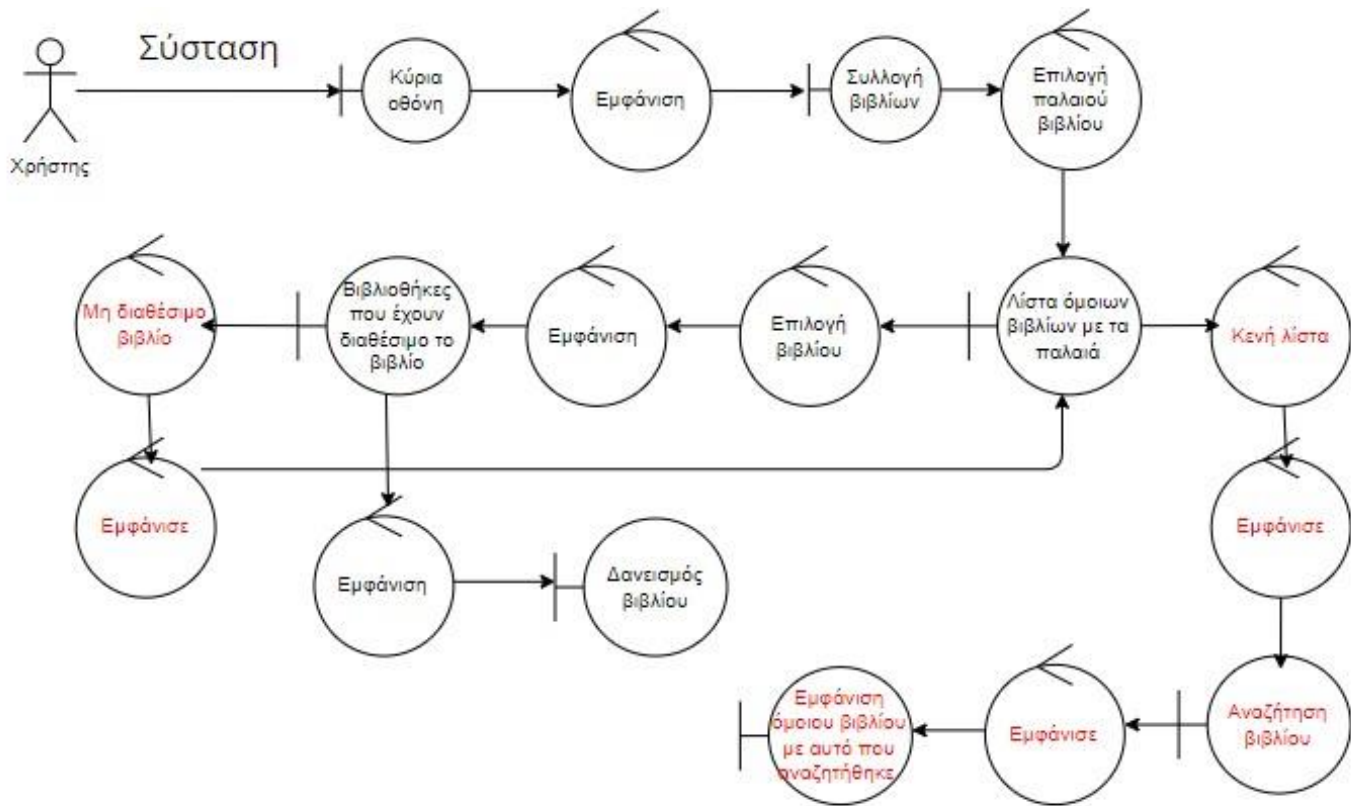 Σύσταση
Χρήστης
Κύρια
οθόνη
Εμφάνιση
Συλλογή
βιβλίων
Επιλογή
παλαιού
βιβλίου
Μη διαθέσιμο
βιβλίο
Βιβλιοθήκες
που έχουν
διαθέσιμο το
βιβλίο
Εμφάνιση
Επιλογή
βιβλίου
Λίστα όμοιων
βιβλίων με τα
παλαιά
Κενή λίστα
Εμφάνισε
Εμφάνιση
Δανεισμός
βιβλίου
Εμφάνισε
Εμφάνιση
όμοιου βιβλίου
με αυτό που
αναζητήθηκε
Εμφάνισε
Αναζήτηση
βιβλίου